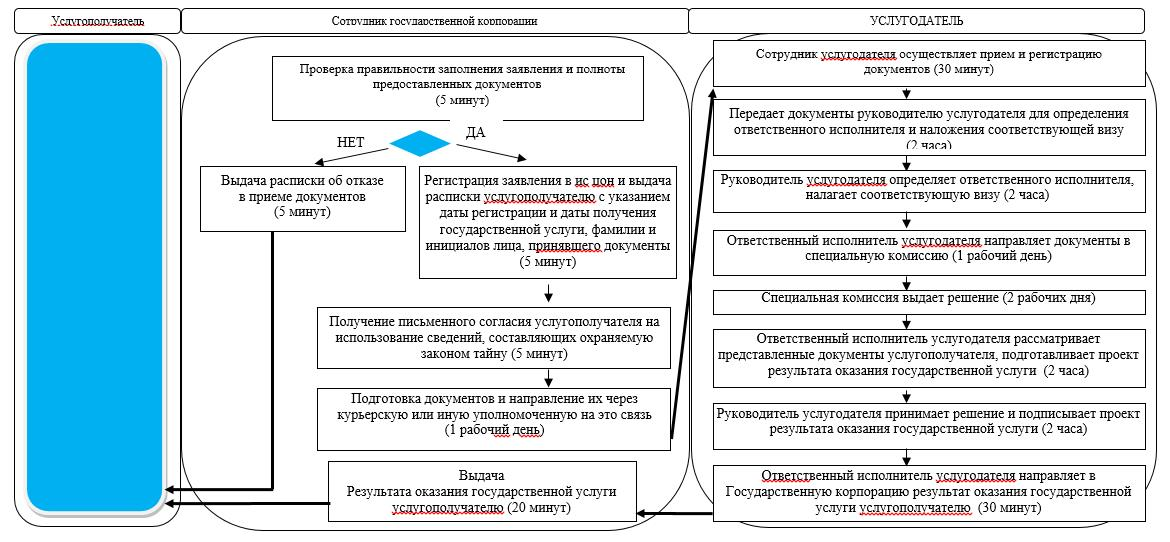 Услугополучатель
Сотрудник государственной корпорации
УСЛУГОДАТЕЛЬ
Проверка правильности заполнения заявления и полноты
предоставленных документов
(5 минут)
НЕТ
ДА
Выдача расписки об отказе
в приеме документов
(5 минут)
Регистрация заявления в ис цон и выдача
расписки услугополучателю с указанием
даты регистрации и даты получения
государственной услуги, фамилии и
инициалов лица, принявшего документы
(5 минут)
Получение письменного согласия услугополучателя на
использование сведений, составляющих охраняемую
законом тайну (5 минут)
Подготовка документов и направление их через
курьерскую или иную уполномоченную на это связь
(1 рабочий день)
Выдача
Результата оказания государственной услуги
услугополучателю (20 минут)
Сотрудник услугодателя осуществляет прием и регистрацию
документов (30 минут)
Передает документы руководителю услугодателя для определения
ответственного исполнителя и наложения соответствующей визу
(2 часа)
Руководитель услугодателя определяет ответственного исполнителя,
налагает соответствующую визу (2 часа)
Ответственный исполнитель услугодателя направляет документы в
специальную комиссию (1 рабочий день)
Специальная комиссия выдает решение (2 рабочих дня)
Ответственный исполнитель услугодателя рассматривает
представленные документы услугополучателя, подготавливает проект
результата оказания государственной услуги (2 часа)
Руководитель услугодателя принимает решение и подписывает проект
результата оказания государственной услуги (2 часа)
Ответственный исполнитель услугодателя направляет в
Государственную корпорацию результат оказания государственной
услуги услугополучателю (30 минут)